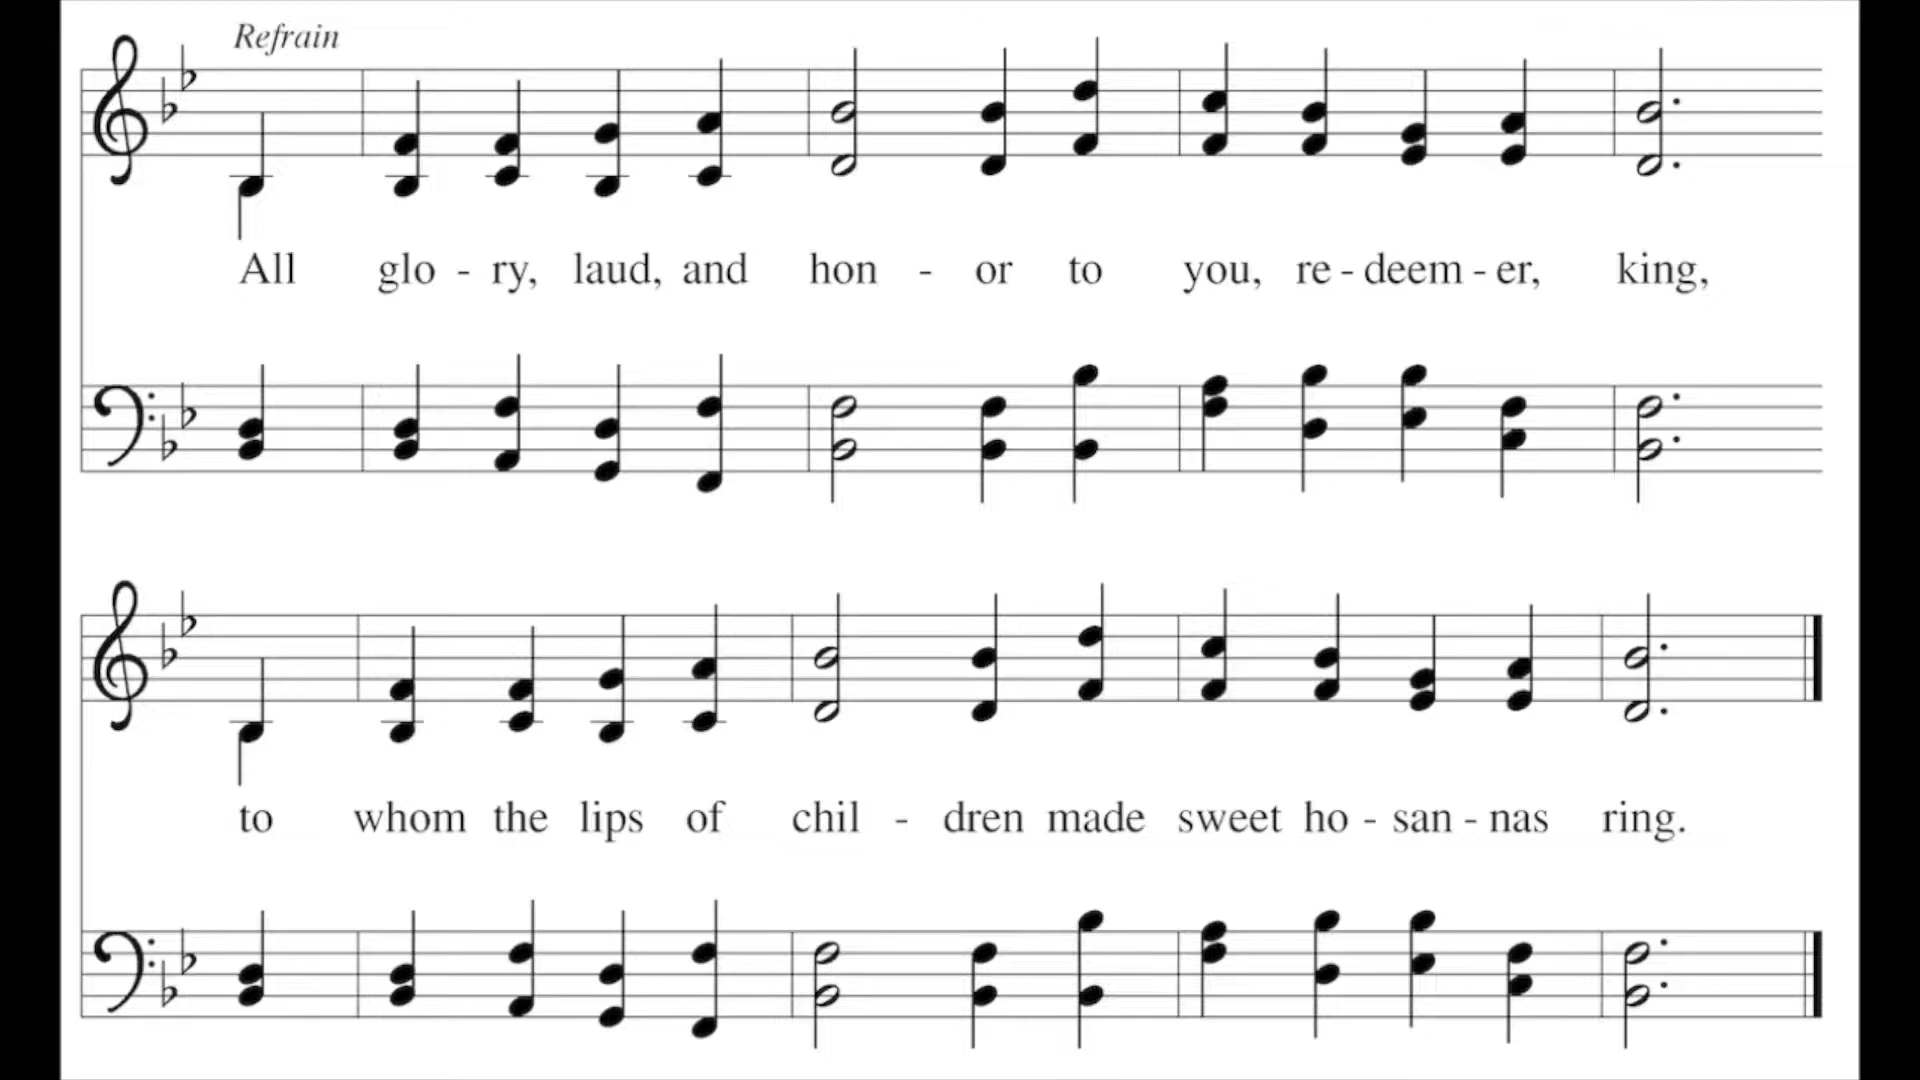 Refrain
All glo - ry, laud, and hon - or to you, re - deem - er, king,
to whom the lips of chil - dren made sweet ho - san - nas ring.